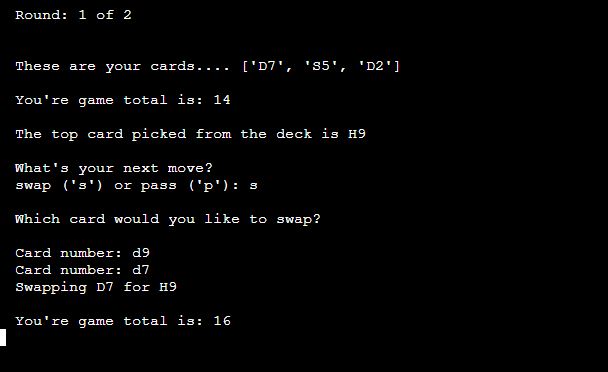 Round: 1 of 2
These are your cards.... ['D7', 'S5', 'D2']
You're game total is: 14
The top card picked from the deck is H9
What's your next move?
swap ('s') or pass ('p'): s
Which card would you like to swap?
Card number: d9
Card number: d7
Swapping D7 for H9
You're game total is: 16